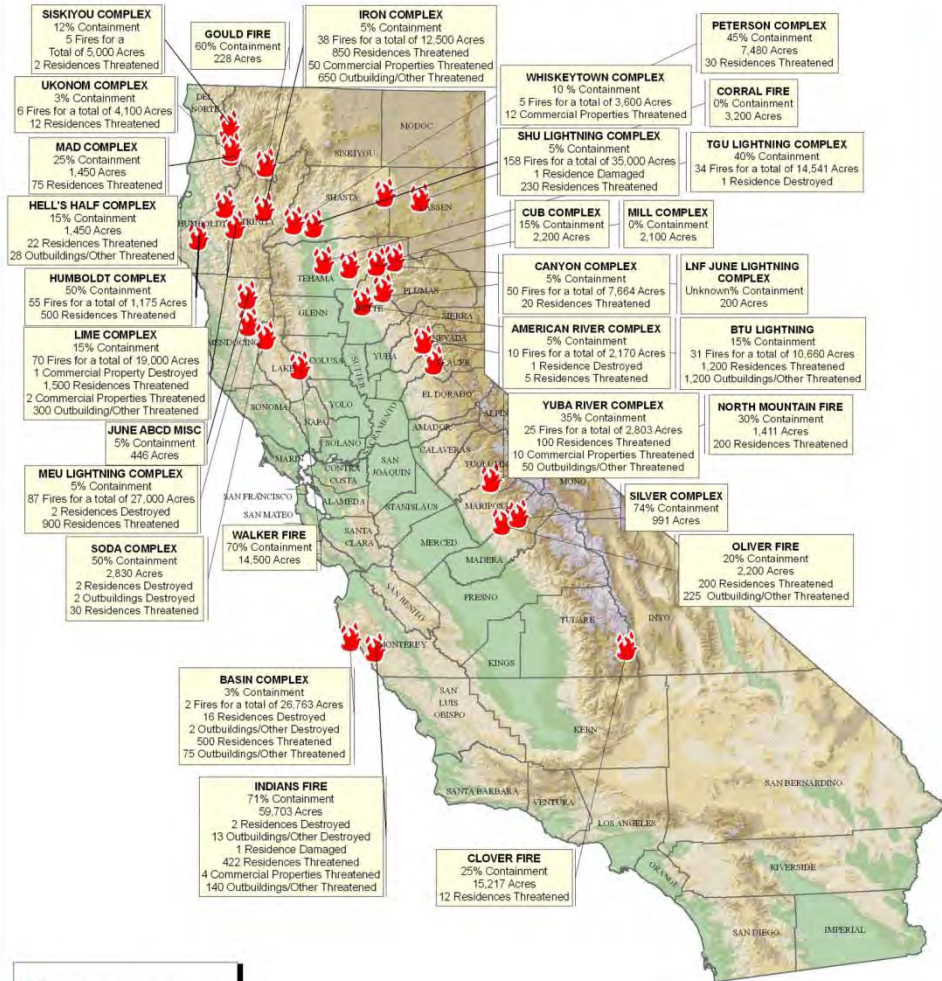 SISKIYOU COMPLEX
12% Containment
5 Fires for a
Total of 5,000 Acres
2 Residences Threatened
GOULD FIRE
60% Containment
228 Acres
IRON COMPLEX
5% Containment
38 Fires for a total of 12,500 Acres
850 Residences Threatened
50 Commercial Properties Threatened
650 Outbuilding/Other Threatened
PETERSON COMPLEX
45% Containment
7,480 Acres
30 Residences Threatened
UKONOM COMPLEX
3% Containment
6 Fires for a total of 4,100 Acres
12 Residences Threatened
WHISKEYTOWN COMPLEX
10 % Containment
5 Fires for a total of 3,600 Acres
12 Commercial Properties Threatened
CORRAL FIRE
0% Containment
3,200 Acres
MAD COMPLEX
25% Containment
1,450 Acres
75 Residences Threatened
SHU LIGHTNING COMPLEX
5% Containment
158 Fires for a total of 35,000 Acres
1 Residence Damaged
230 Residences Threatened
TGU LIGHTNING COMPLEX
40% Containment
34 Fires for a total of 14,541 Acres
1 Residence Destroyed
HELL'S HALF COMPLEX
15% Containment
1,450 Acres
22 Residences Threatened
28 Outbuildings/Other Threatened
CUB COMPLEX
15% Containment
2,200 Acres
MILL COMPLEX
0% Containment
2,100 Acres
HUMBOLDT COMPLEX
50% Containment
55 Fires for a total of 1,175 Acres
500 Residences Threatened
CANYON COMPLEX
5% Containment
50 Fires for a total of 7,664 Acres
20 Residences Threatened
LNF JUNE LIGHTNING
COMPLEX
Unknown% Containment
200 Acres
LIME COMPLEX
15% Containment
70 Fires for a total of 19,000 Acres
1 Commercial Property Destroyed
1,500 Residences Threatened
2 Commercial Properties Threatened
300 Outbuilding/Other Threatened
AMERICAN RIVER COMPLEX
5% Containment
10 Fires for a total of 2,170 Acres
1 Residence Destroyed
5 Residences Threatened
BTU LIGHTNING
15% Containment
31 Fires for a total of 10,660 Acres
1,200 Residences Threatened
1,200 Outbuildings/Other Threatened
JUNE ABCD MISC
5% Containment
446 Acres
YUBA RIVER COMPLEX
35% Containment
25 Fires for a total of 2,803 Acres
100 Residences Threatened
10 Commercial Properties Threatened
50 Outbuildings/Other Threatened
NORTH MOUNTAIN FIRE
30% Containment
1,411 Acres
200 Residences Threatened
MEU LIGHTNING COMPLEX
5% Containment
87 Fires for a total of 27,000 Acres
2 Residences Destroyed
900 Residences Threatened
SILVER COMPLEX
74% Containment
991 Acres
SODA COMPLEX
50% Containment
2,830 Acres
2 Residences Destroyed
2 Outbuildings Destroyed
30 Residences Threatened
WALKER FIRE
70% Containment
14,500 Acres
OLIVER FIRE
20% Containment
2,200 Acres
200 Residences Threatened
225 Outbuilding/Other Threatened
BASIN COMPLEX
3% Containment
2 Fires for a total of 26,763 Acres
16 Residences Destroyed
2 Outbuildings/Other Destroyed
500 Residences Threatened
75 Outbuildings/Other Threatened
INDIANS FIRE
71% Containment
59,703 Acres
2 Residences Destroyed
13 Outbuildings/Other Destroyed
1 Residence Damaged
422 Residences Threatened
4 Commercial Properties Threatened
140 Outbuildings/Other Threatened
CLOVER FIRE
25% Containment
15,217 Acres
12 Residences Threatened
DEL
NORTE
SISKIYOU
MODOC
HUMBOLDT
TRINITY
SHASTA
TEHAMA
PLUMAS
GLENN
SIERRA
MENDOCINO
COLUSA
YUBA
NEVADA
LAKE
SUTTER
EL DORADO
SONOMA
NAPA
YOLO
SACRAMENTO
AMADOR
SOLANO
CALAVERAS
MARIN
CONTRA
COSTA
SAN
JOAQUIN
MONO
SAN FRANCISCO
ALAMEDA
STANISLAUS
MARIPOSA
SAN MATEO
SANTA
CLARA
MERCED
MADERA
SAN BENITO
FRESNO
TULARE
INYO
MONTEREY
KINGS
SAN
LUIS
OBISPO
KERN
SAN BERNARDINO
SANTA BARBARA
VENTURA
LOS ANGELES
ORANGE
RIVERSIDE
SAN DIEGO
IMPERIAL